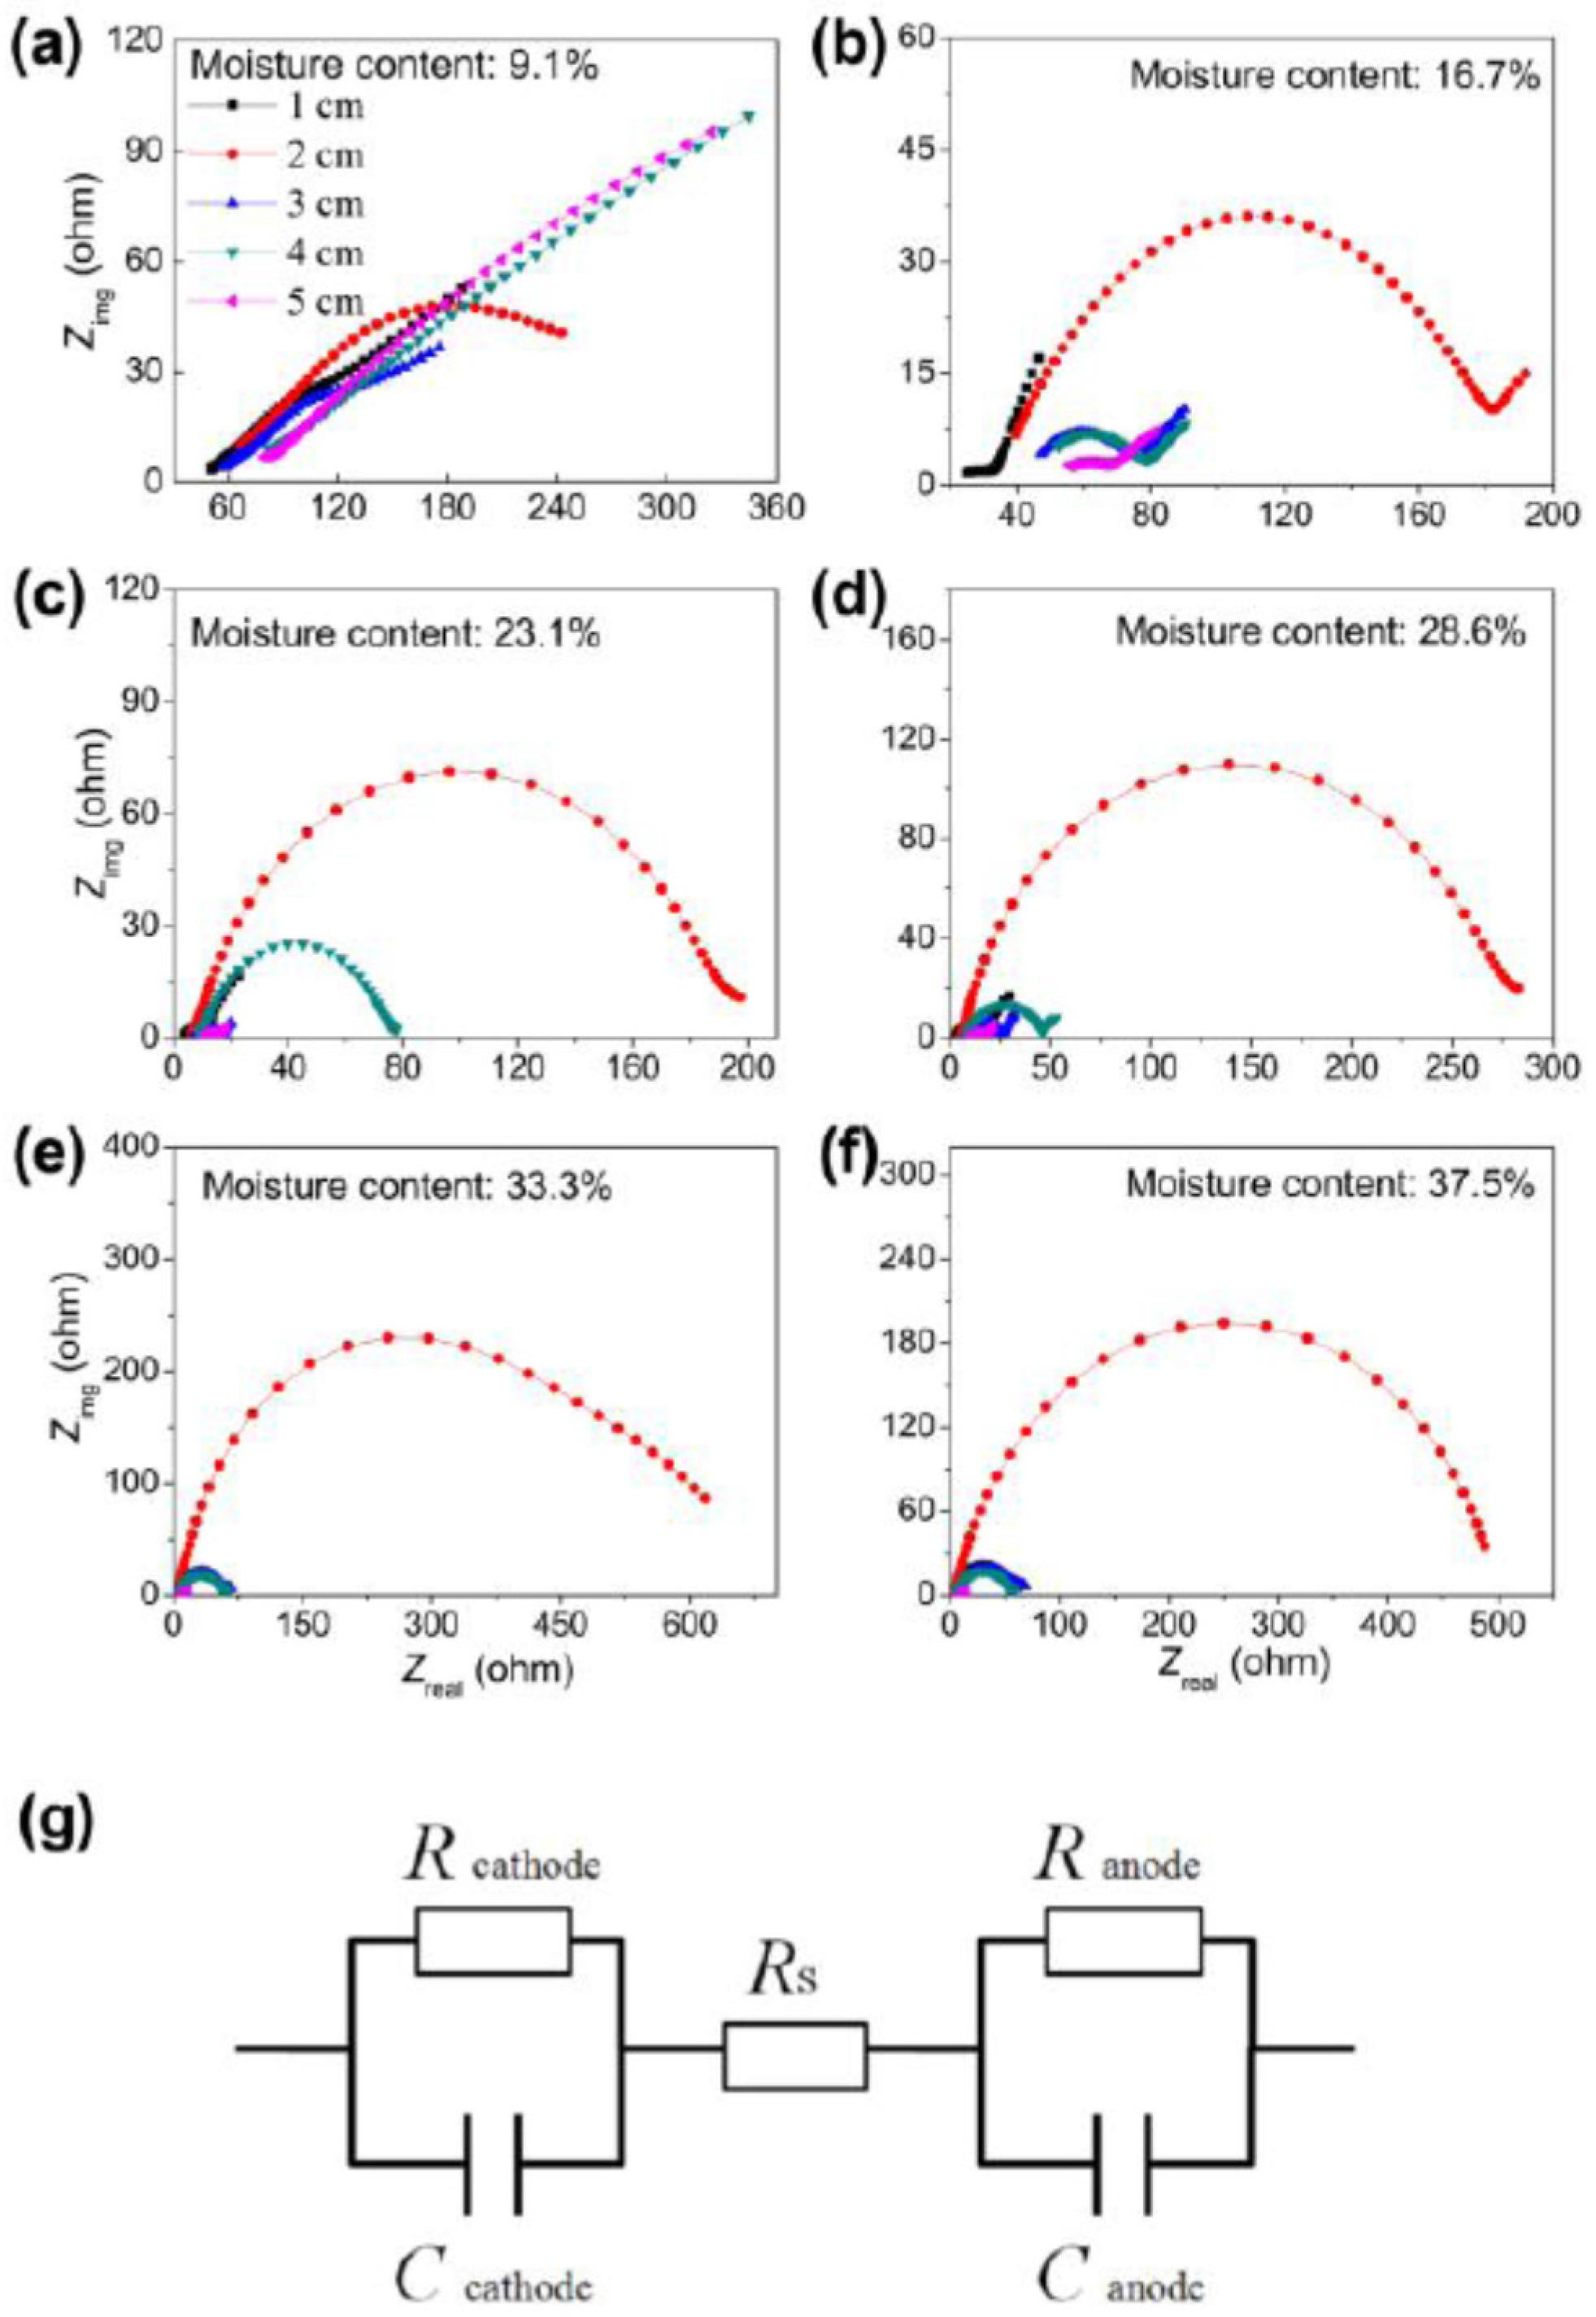 (a)
120
90
60
30
0
Z img (ohm)
Moisture content: 9.1%
1 cm
2 cm
3 cm
4 cm
5 cm
60 120 180 240 300 360
(b)
60
45
30
15
0
Moisture content: 16.7%
40 80 120 160 200
(c)
120
90
60
30
0
Z img (ohm)
Moisture content: 23.1%
0 40 80 120 160 200
(d)
160
120
80
40
0
Moisture content: 28.6%
0 50 100 150 200 250 300
(e)
400
300
200
100
0
Z img (ohm)
Moisture content: 33.3%
0 150 300 450 600
Z real (ohm)
(f)
300
240
180
120
60
0
Moisture content: 37.5%
0 100 200 300 400 500
Z real (ohm)
(g)
R cathode
R anode
Rs
C cathode
C anode